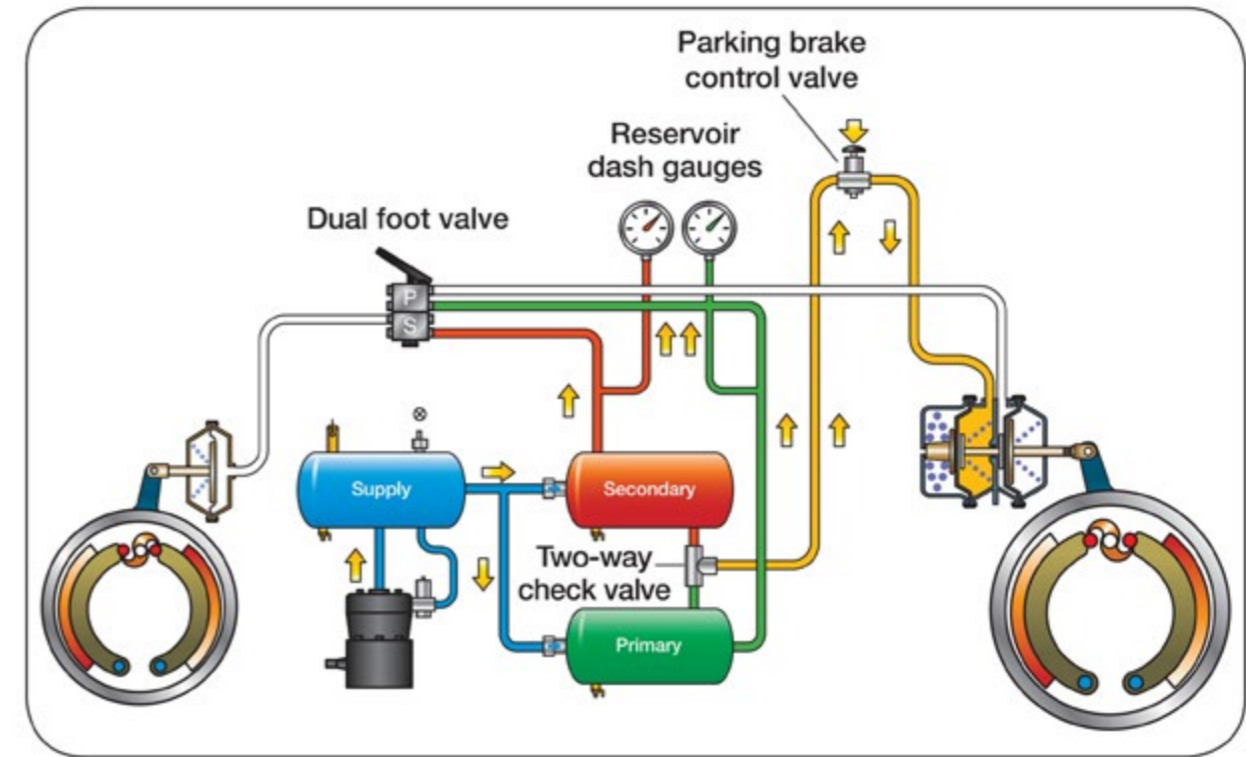 Parking brake
control valve
Reservoir
dash gauges
Dual foot valve
P
S
Supply
Secondary
Two-way
check valve
Primary